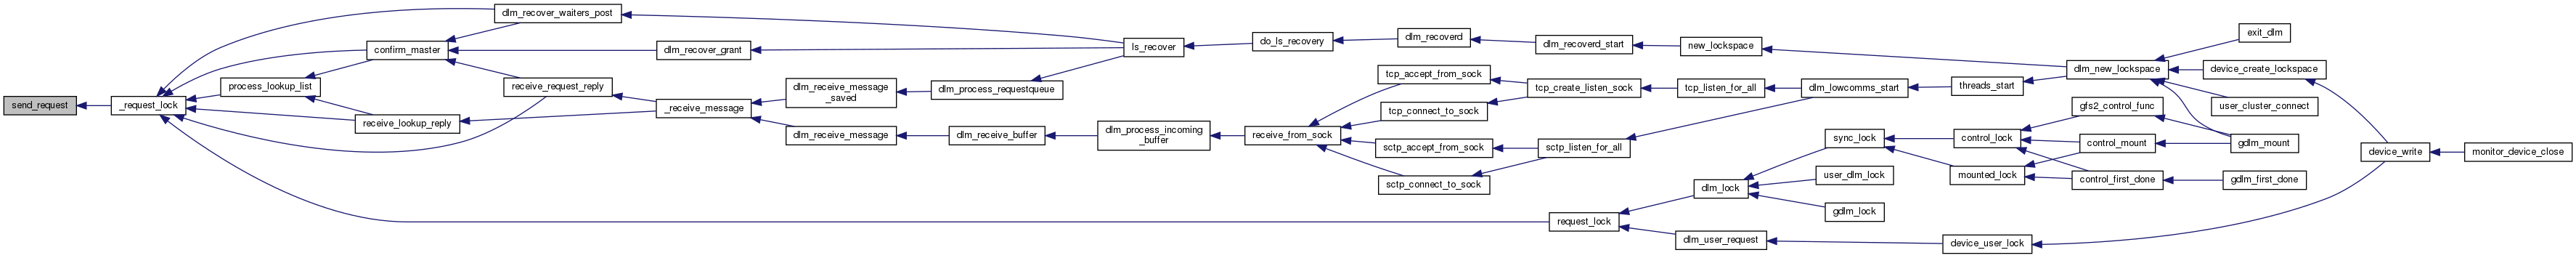 send_request
_request_lock
dlm_recover_waiters_post
confirm_master
process_lookup_list
receive_lookup_reply
receive_request_reply
dlm_recover_grant
_receive_message
dlm_receive_message
_saved
dlm_receive_message
dlm_process_requestqueue
dlm_receive_buffer
dlm_process_incoming
_buffer
ls_recover
do_ls_recovery
dlm_recoverd
dlm_recoverd_start
new_lockspace
receive_from_sock
tcp_accept_from_sock
tcp_connect_to_sock
sctp_accept_from_sock
sctp_connect_to_sock
tcp_create_listen_sock
sctp_listen_for_all
tcp_listen_for_all
dlm_lowcomms_start
threads_start
dlm_new_lockspace
exit_dlm
device_create_lockspace
user_cluster_connect
gdlm_mount
request_lock
dlm_lock
dlm_user_request
sync_lock
user_dlm_lock
gdlm_lock
control_lock
mounted_lock
gfs2_control_func
control_mount
control_first_done
gdlm_first_done
device_user_lock
device_write
monitor_device_close